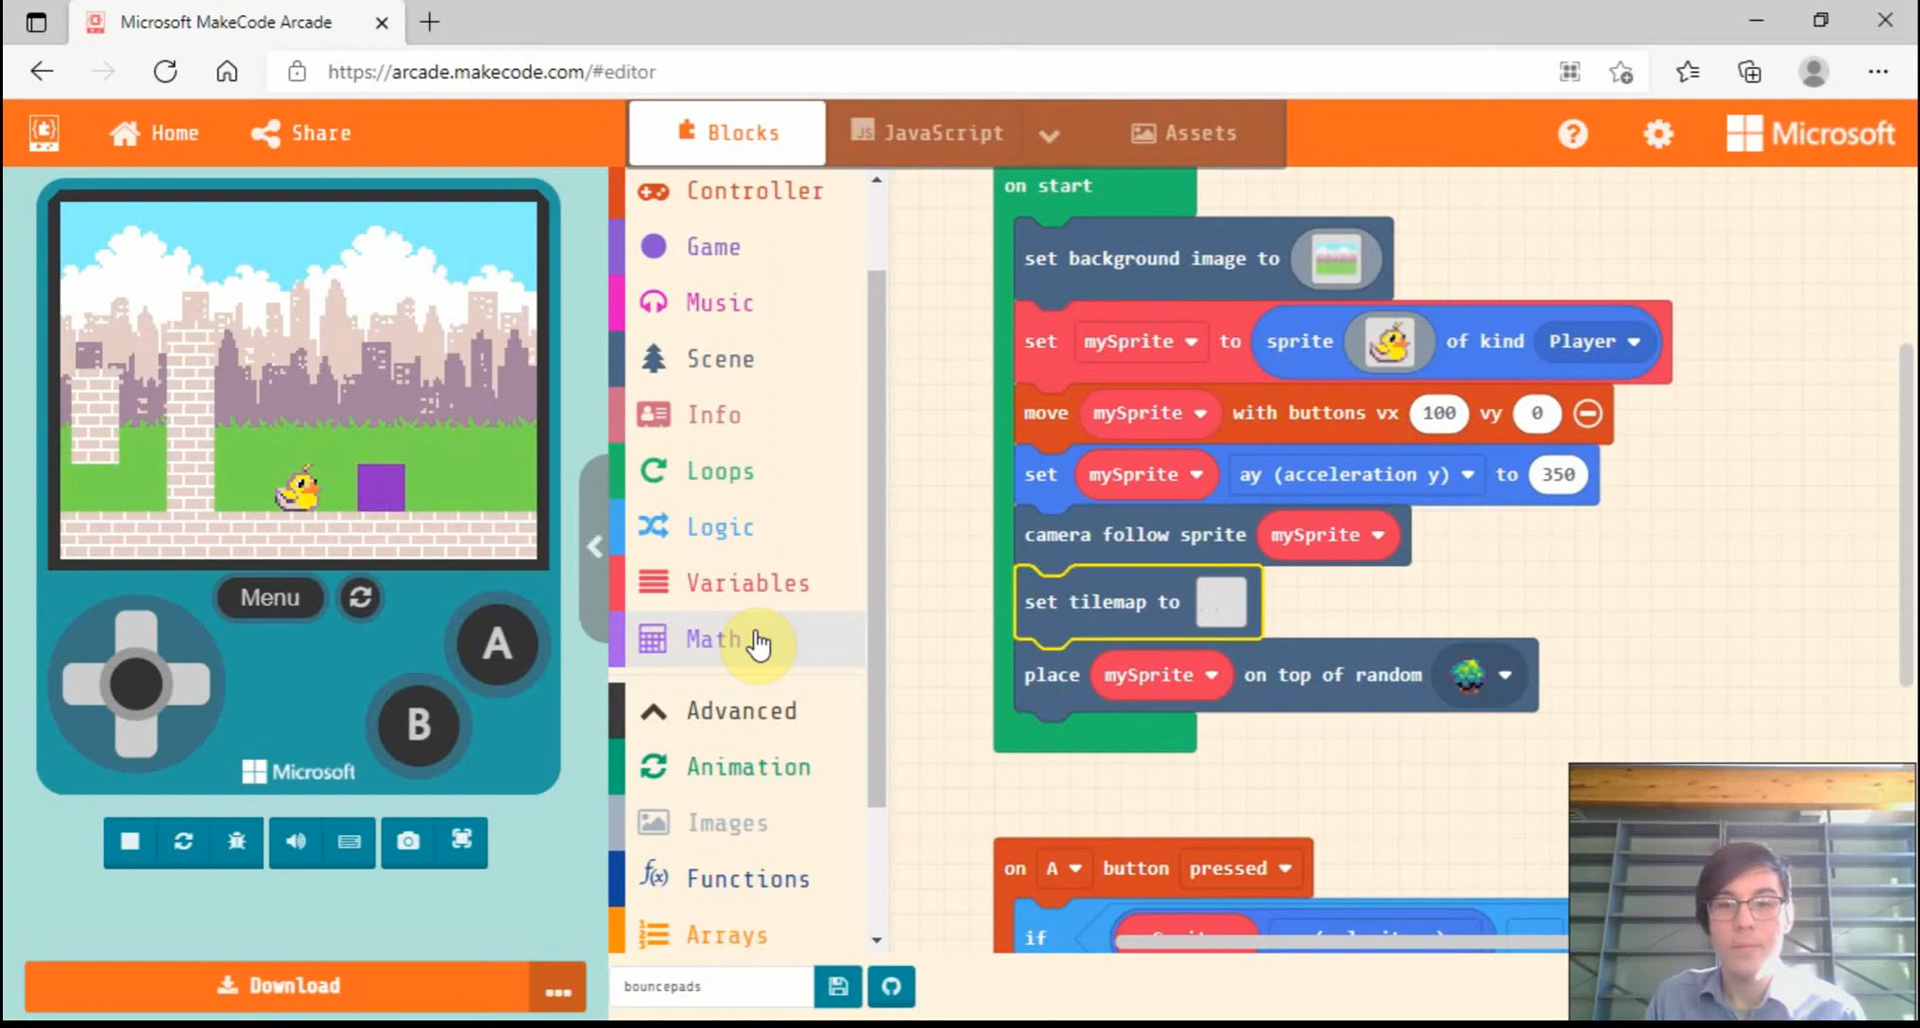 Microsoft MakeCode Arcade
https://arcade.makecode.com/#editor
Home
Share
Blocks
JS
JavaScript
Assets
Microsoft
Controller
Game
Music
Scene
Info
Loops
Logic
Variables
Math
Advanced
Animation
Images
f(x) Functions
Arrays
on start
set background image to
set mySprite to sprite of kind Player
move mySprite with buttons vx 100 vy 0
set mySprite ay (acceleration y) to 350
camera follow sprite mySprite
set tilemap to
place mySprite on top of random
on A button pressed
if
Menu
A
B
Microsoft
Download
...
bouncepads